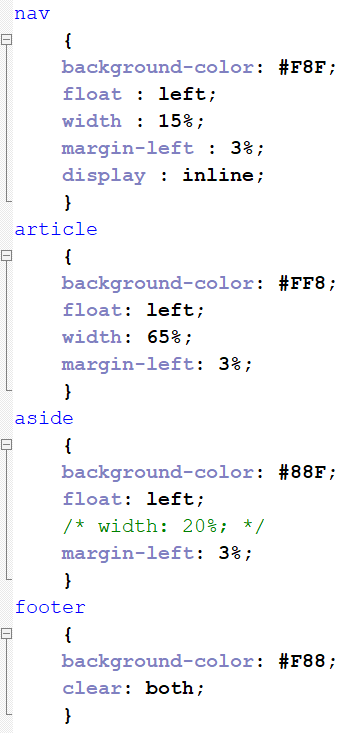 nav
{
background-color: #F8F;
float : left;
width : 15%;
margin-left : 3%;
display : inline;
}
article
{
background-color: #FF8;
float: left;
width: 65%;
margin-left: 3%;
}
aside
{
background-color: #88F;
float: left;
/* width: 20%; */
margin-left: 3%;
}
footer
{
background-color: #F88;
clear: both;
}